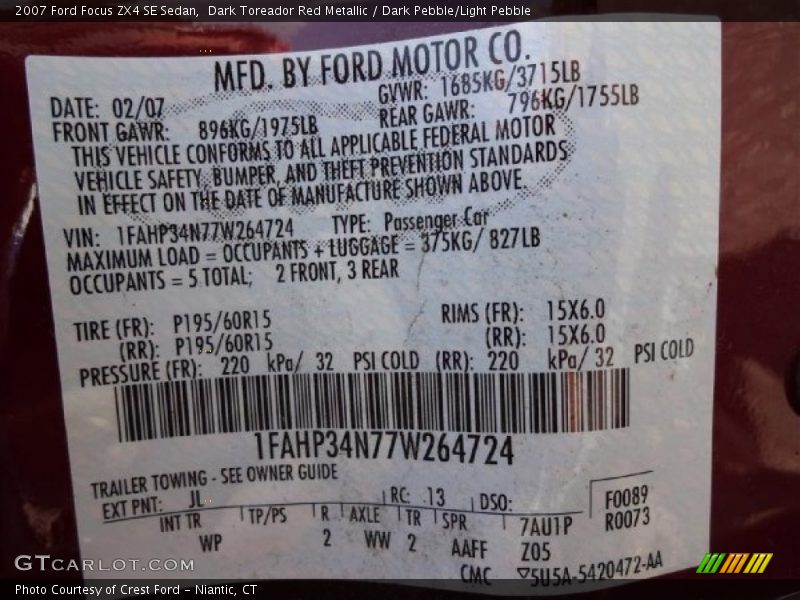 2007 Ford Focus ZX4 SE Sedan,  Dark Toreador Red Metallic / Dark Pebble/Light Pebble
MFD. BY FORD MOTOR CO.
DATE: 02/07 GVWR: 1685KG/3715LB
FRONT GAWR: 896KG/1975LB REAR GAWR: 796KG/1755LB
THIS VEHICLE CONFORMS TO ALL APPLICABLE FEDERAL MOTOR
VEHICLE SAFETY, BUMPER, AND THEFT PREVENTION STANDARDS
IN EFFECT ON THE DATE OF MANUFACTURE SHOWN ABOVE.
VIN: 1FAHP34N77W264724 TYPE: Passenger Car
MAXIMUM LOAD = OCCUPANTS + LUGGAGE = 375KG/ 827LB
OCCUPANTS = 5 TOTAL; 2 FRONT, 3 REAR
TIRE (FR): P195/60R15 RIMS (FR): 15X6.0
(RR): P195/60R15 (RR): 15X6.0
PRESSURE (FR): 220 kPa/ 32 PSI COLD (RR): 220 kPa/ 32 PSI COLD
1FAHP34N77W264724
TRAILER TOWING - SEE OWNER GUIDE
EXT PNT: JL RC: 13 DSO: F0089
INT TR TP/PS R AXLE TR SPR 7AU1P R0073
WP 2 WW 2 AAFF Z05
CMC ▽5U5A-5420472-AA
GTCARLOT.COM
Photo Courtesy of Crest Ford - Niantic, CT